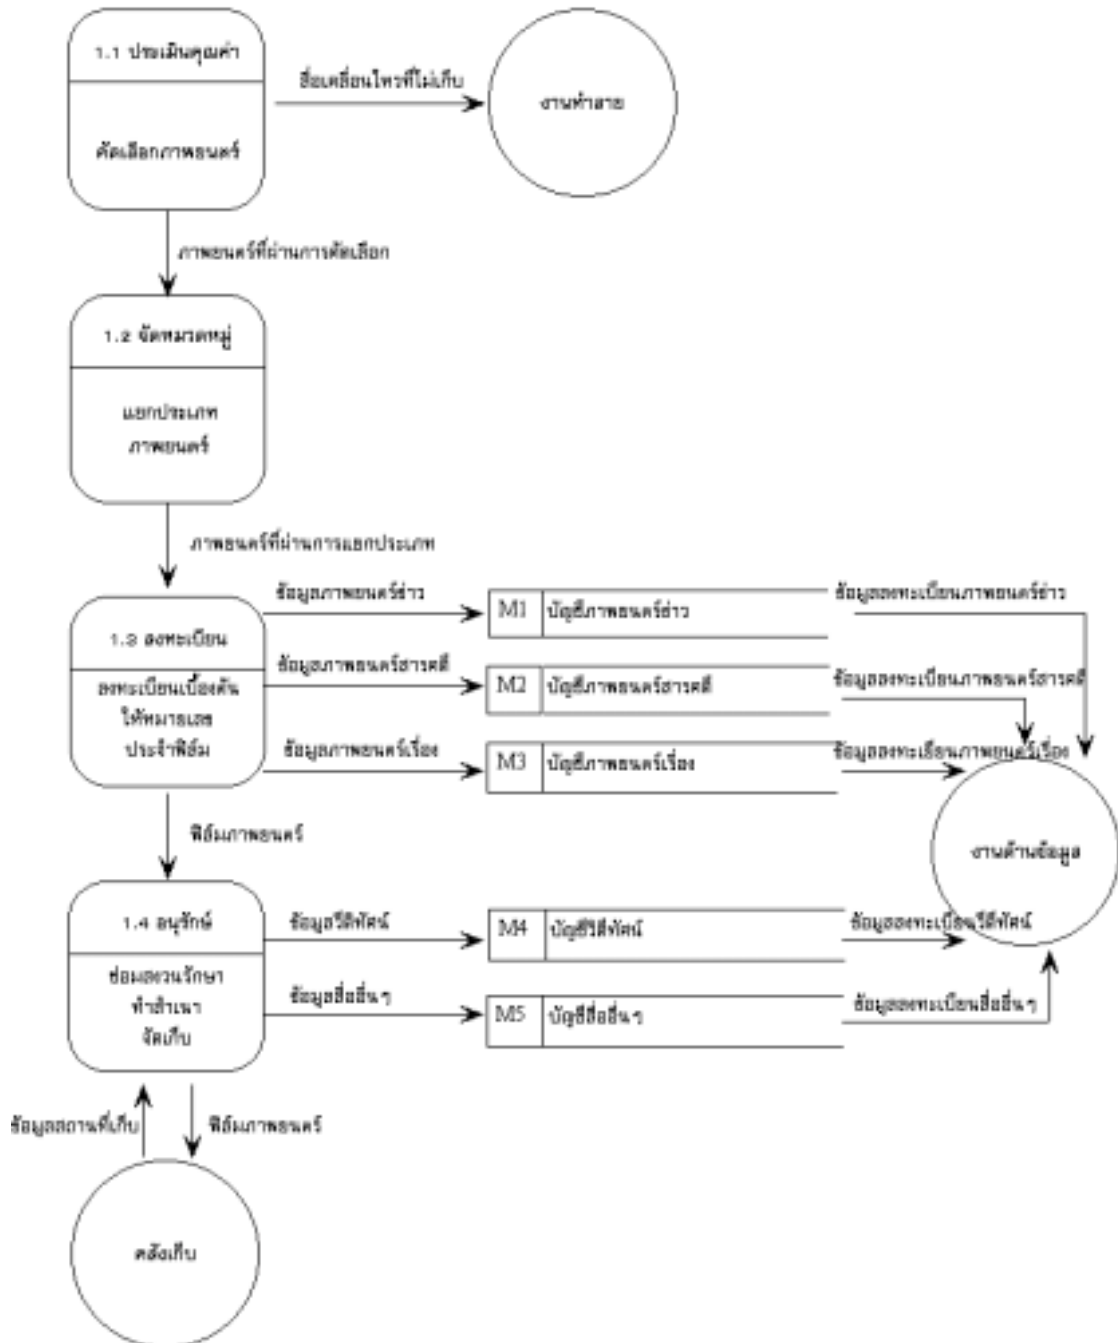 1.1 ประเมินคุณค่า
สื่อเคลื่อนไหวที่ไม่เก็บ
งานทำลาย
คัดเลือกภาพยนตร์
ภาพยนตร์ที่ผ่านการคัดเลือก
1.2 จัดหมวดหมู่
แยกประเภท
ภาพยนตร์
ภาพยนตร์ที่ผ่านการแยกประเภท
ข้อมูลภาพยนตร์ข่าว
M1 บัญชีภาพยนตร์ข่าว
ข้อมูลลงทะเบียนภาพยนตร์ข่าว
1.3 ลงทะเบียน
ข้อมูลภาพยนตร์สารคดี
M2 บัญชีภาพยนตร์สารคดี
ข้อมูลลงทะเบียนภาพยนตร์สารคดี
ลงทะเบียนเบื้องต้น
ให้หมายเลข
ประจำฟิล์ม
ข้อมูลภาพยนตร์เรื่อง
M3 บัญชีภาพยนตร์เรื่อง
ข้อมูลลงทะเบียนภาพยนตร์เรื่อง
ฟิล์มภาพยนตร์
งานด้านข้อมูล
1.4 อนุรักษ์
ข้อมูลวีดิทัศน์
M4 บัญชีวีดิทัศน์
ข้อมูลลงทะเบียนวีดิทัศน์
ซ่อมสงวนรักษา
ทำสำเนา
จัดเก็บ
ข้อมูลสื่ออื่นๆ
M5 บัญชีสื่ออื่นๆ
ข้อมูลลงทะเบียนสื่ออื่นๆ
ข้อมูลสถานที่เก็บ
ฟิล์มภาพยนตร์
คลังเก็บ